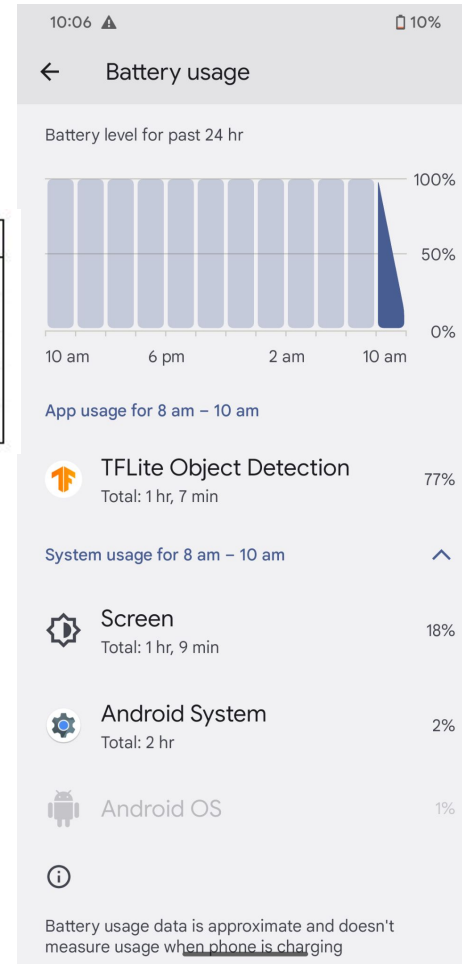 10:06
10%
Battery usage
Battery level for past 24 hr
100%
50%
0%
10 am 6 pm 2 am 10 am
App usage for 8 am – 10 am
TFLite Object Detection
77%
Total: 1 hr, 7 min
System usage for 8 am – 10 am
Screen
18%
Total: 1 hr, 9 min
Android System
2%
Total: 2 hr
Android OS
1%
Battery usage data is approximate and doesn't
measure usage when phone is charging